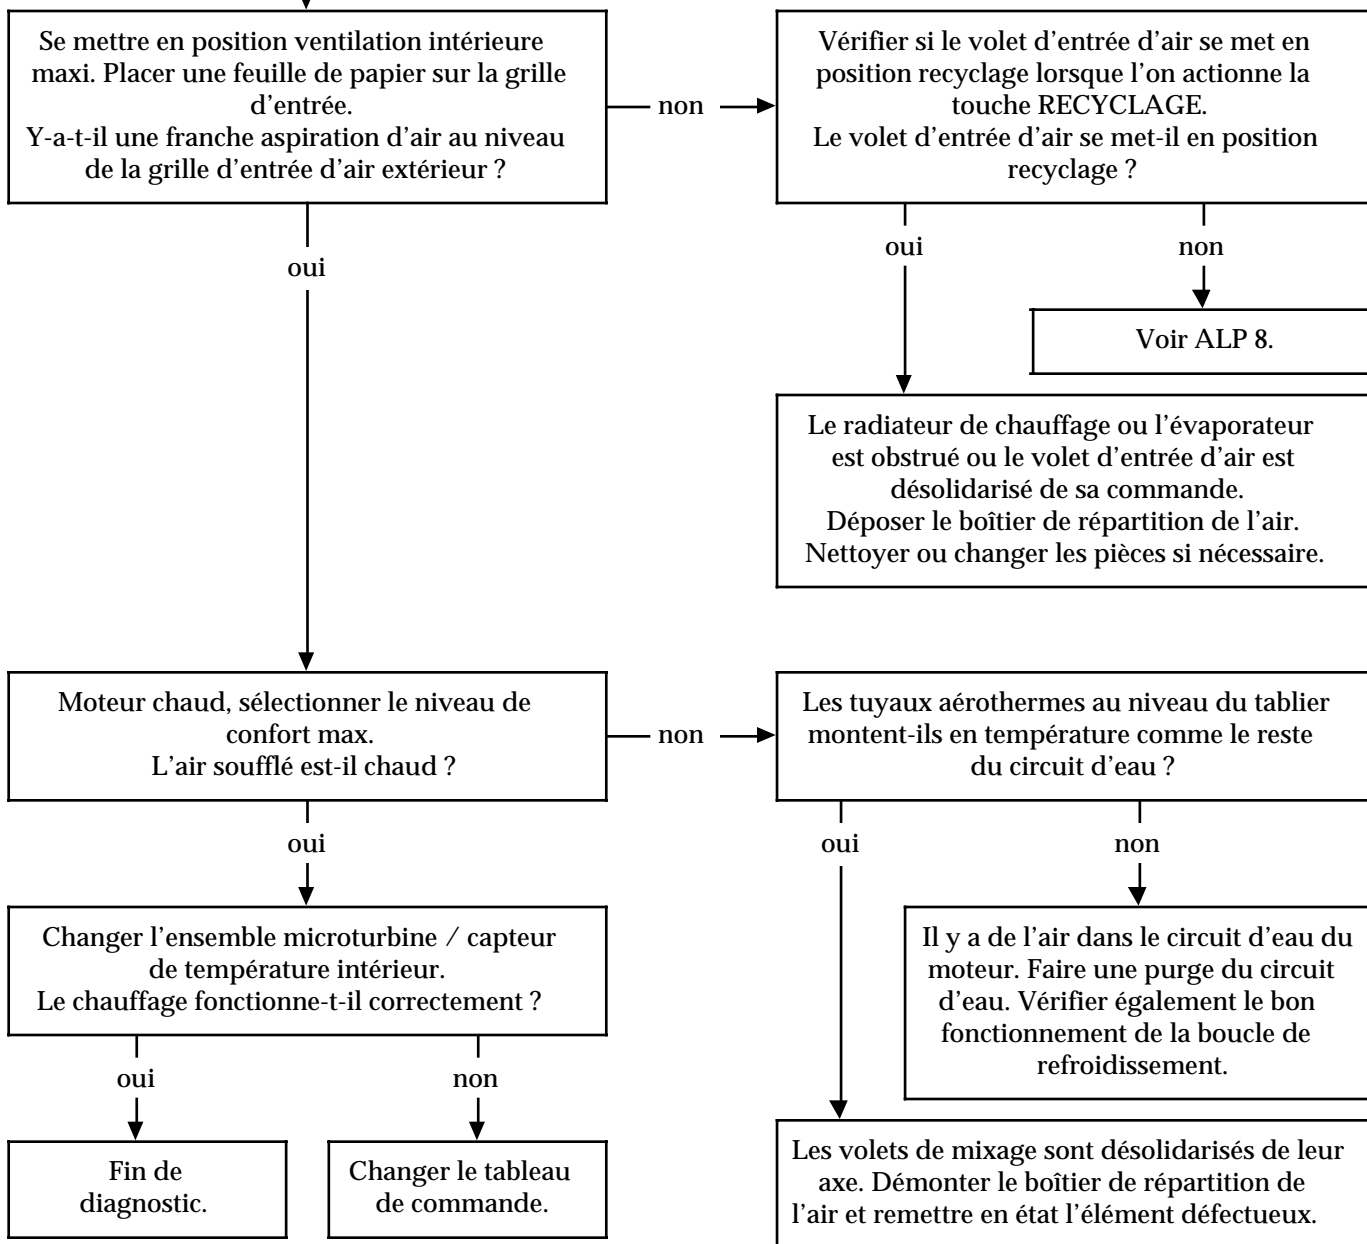 Se mettre en position ventilation intérieure
maxi. Placer une feuille de papier sur la grille
d'entrée.
Y-a-t-il une franche aspiration d'air au niveau
de la grille d'entrée d'air extérieur ?
non
Vérifier si le volet d'entrée d'air se met en
position recyclage lorsque l'on actionne la
touche RECYCLAGE.
Le volet d'entrée d'air se met-il en position
recyclage ?
oui
oui
non
Voir ALP 8.
Le radiateur de chauffage ou l'évaporateur
est obstrué ou le volet d'entrée d'air est
désolidarisé de sa commande.
Déposer le boîtier de répartition de l'air.
Nettoyer ou changer les pièces si nécessaire.
Moteur chaud, sélectionner le niveau de
confort max.
L'air soufflé est-il chaud ?
non
Les tuyaux aérothermes au niveau du tablier
montent-ils en température comme le reste
du circuit d'eau ?
oui
oui
non
Changer l'ensemble microturbine / capteur
de température intérieur.
Le chauffage fonctionne-t-il correctement ?
Il y a de l'air dans le circuit d'eau du
moteur. Faire une purge du circuit
d'eau. Vérifier également le bon
fonctionnement de la boucle de
refroidissement.
oui
non
Fin de
diagnostic.
Changer le tableau
de commande.
Les volets de mixage sont désolidarisés de leur
axe. Démonter le boîtier de répartition de
l'air et remettre en état l'élément défectueux.